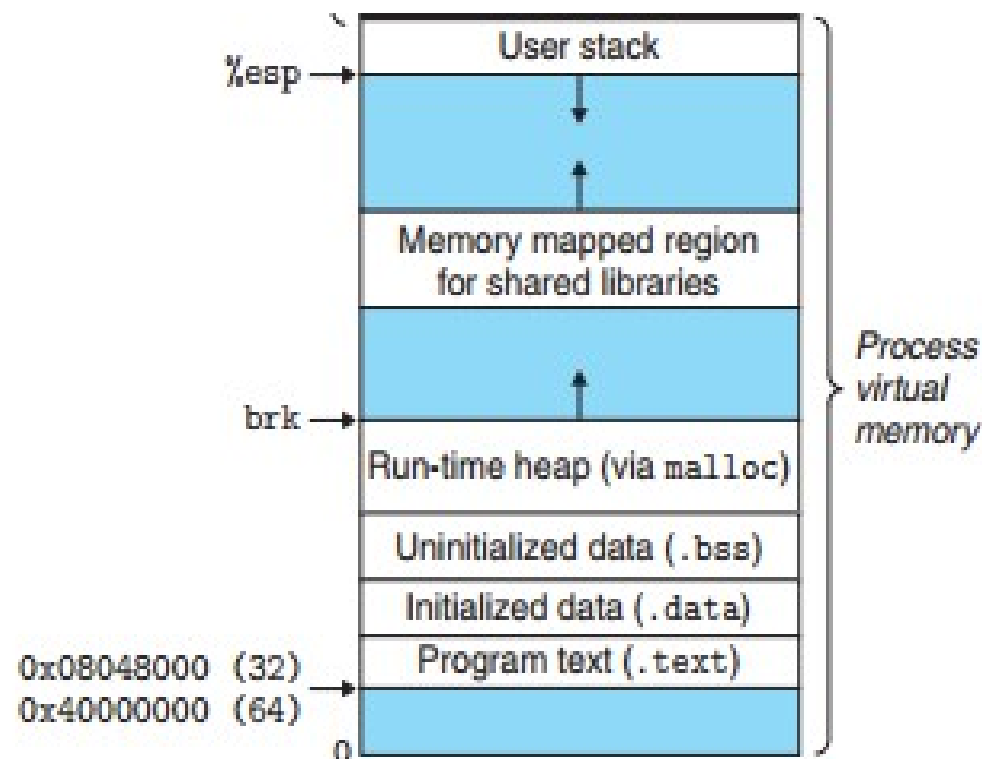 User stack
%esp
Memory mapped region
for shared libraries
Process
virtual
memory
brk
Run-time heap (via malloc)
Uninitialized data (.bss)
Initialized data (.data)
Program text (.text)
0x08048000 (32)
0x40000000 (64)
0